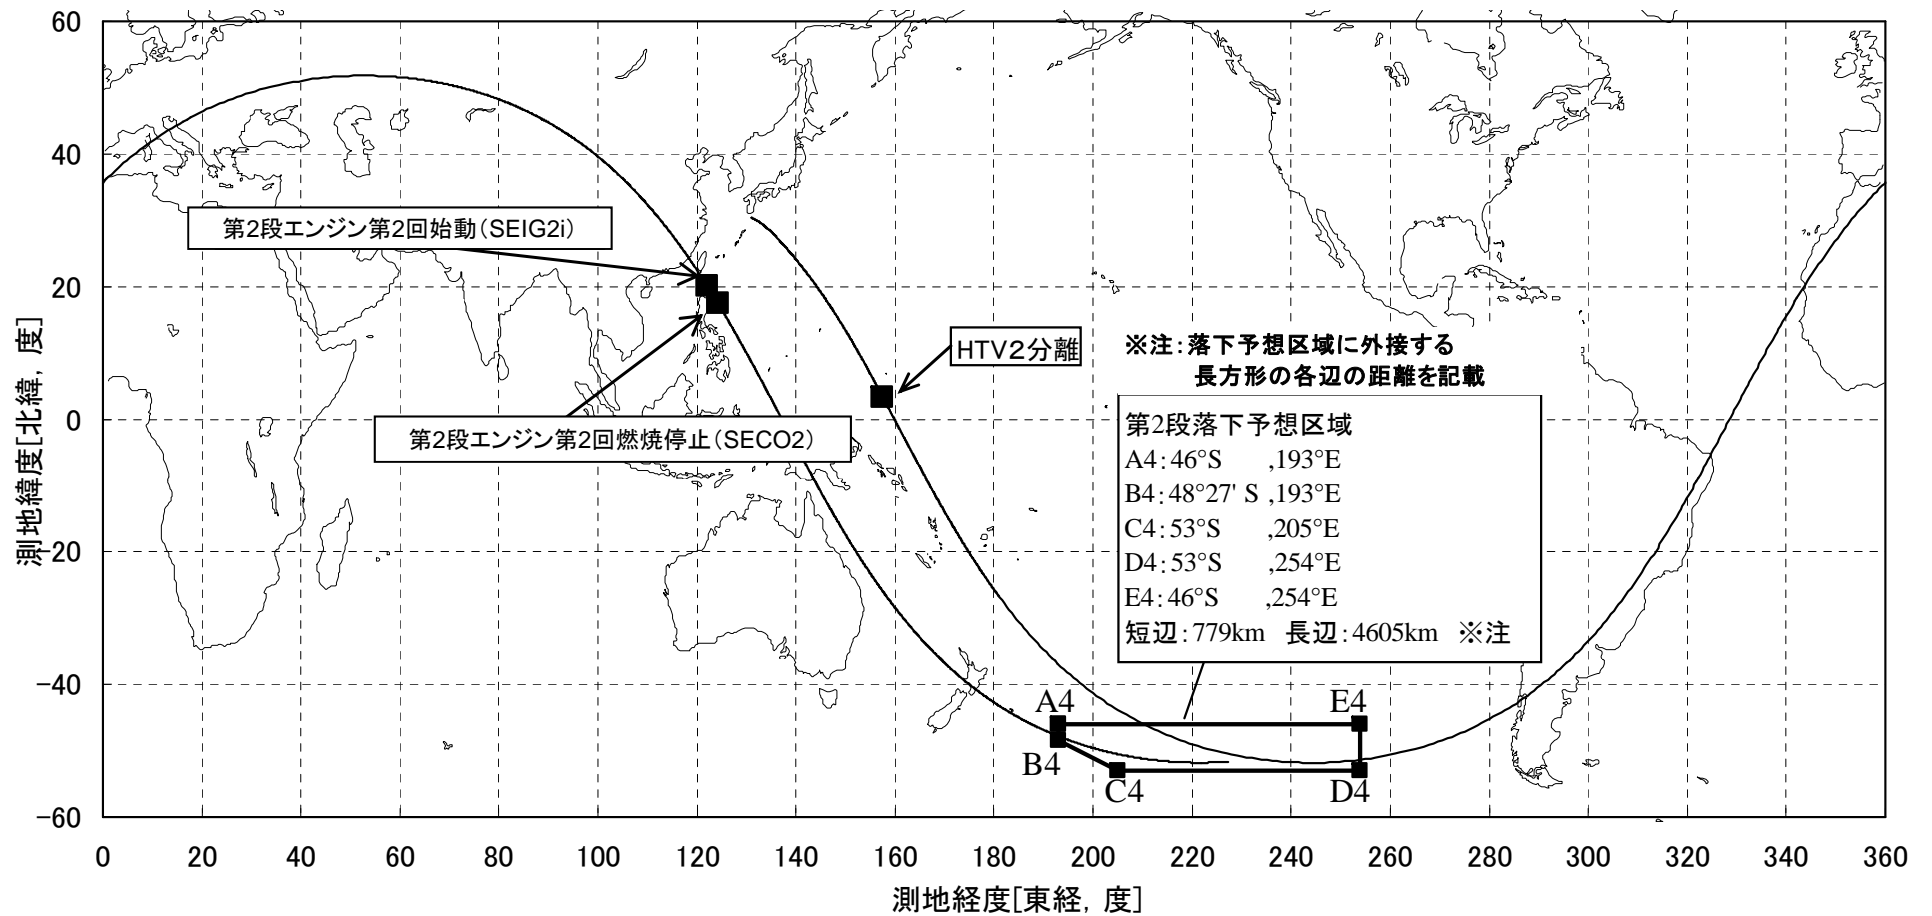 60
40
20
0
−20
−40
−60
測地緯度[北緯, 度]
第2段エンジン第2回始動(SEIG2i)
HTV2分離
第2段エンジン第2回燃焼停止(SECO2)
※注:落下予想区域に外接する
長方形の各辺の距離を記載
第2段落下予想区域
A4:46°S ,193°E
B4:48°27' S ,193°E
C4:53°S ,205°E
D4:53°S ,254°E
E4:46°S ,254°E
短辺:779km 長辺:4605km ※注
A4
E4
B4
C4
D4
0 20 40 60 80 100 120 140 160 180 200 220 240 260 280 300 320 340 360
測地経度[東経, 度]